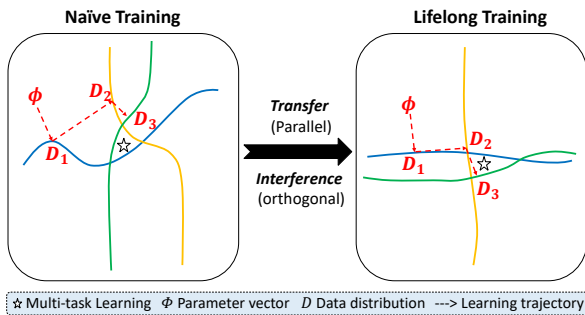 Naïve Training
Lifelong Training
ϕ
D₂
D₃
D₁
Transfer
(Parallel)
Interference
(orthogonal)
ϕ
D₂
D₁
D₃
☆ Multi-task Learning Φ Parameter vector D Data distribution ---> Learning trajectory